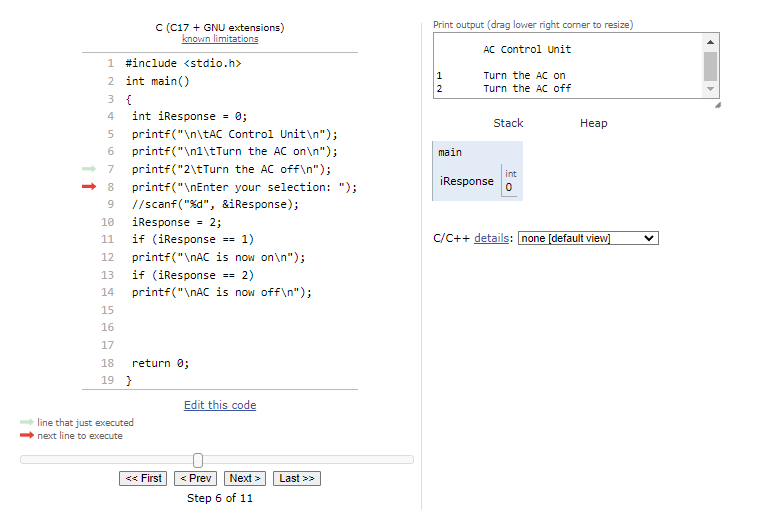 C (C17 + GNU extensions)
known limitations
1 #include <stdio.h>
2 int main()
3 {
4 int iResponse = 0;
5 printf("\n\tAC Control Unit\n");
6 printf("\n1\tTurn the AC on\n");
7 printf("2\tTurn the AC off\n");
8 printf("\nEnter your selection: ");
9 //scanf("%d", &iResponse);
10 iResponse = 2;
11 if (iResponse == 1)
12 printf("\nAC is now on\n");
13 if (iResponse == 2)
14 printf("\nAC is now off\n");
15
16
17
18 return 0;
19 }
Edit this code
line that just executed
next line to execute
<< First < Prev Next > Last >>
Step 6 of 11
Print output (drag lower right corner to resize)
AC Control Unit
1 Turn the AC on
2 Turn the AC off
Stack Heap
main
int
iResponse 0
C/C++ details: none [default view]